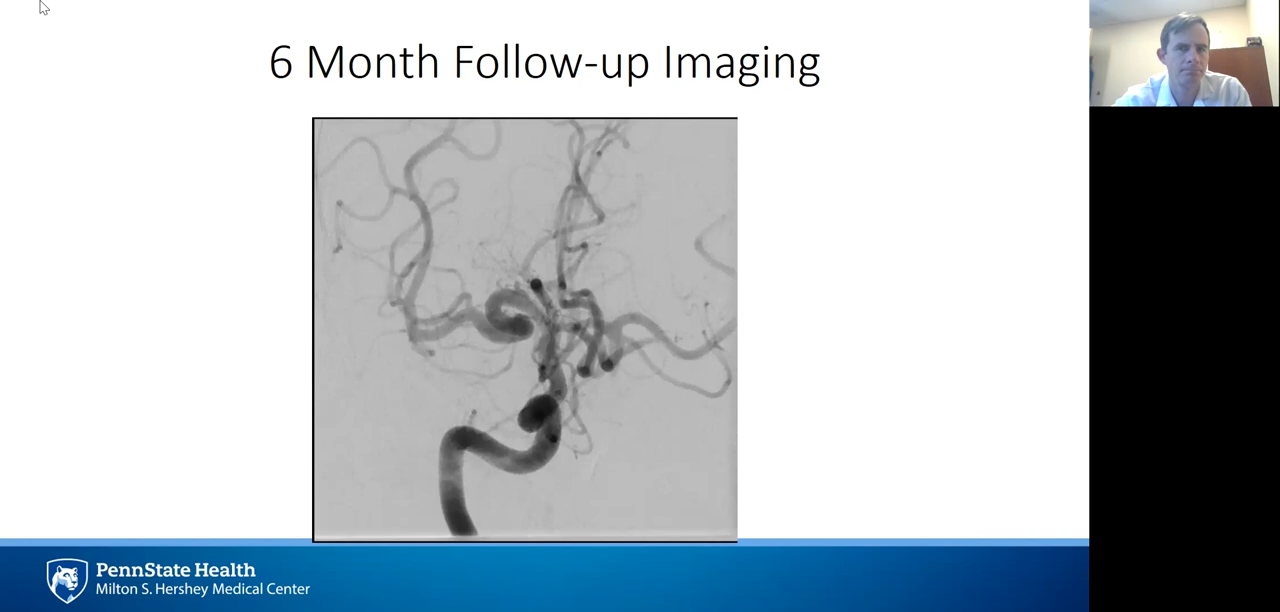 6 Month Follow-up Imaging
PennState Health
Milton S. Hershey Medical Center